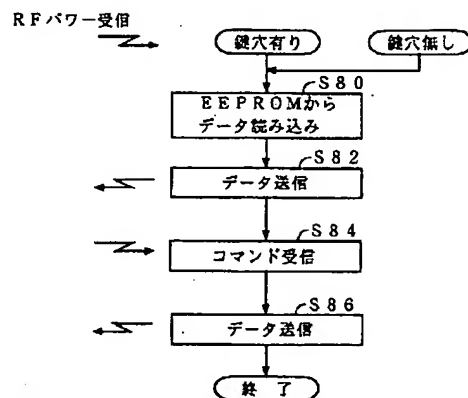 RFパワー受信
鍵穴有り
鍵穴無し
S80
EEPROMから
データ読み込み
S82
データ送信
S84
コマンド受信
S86
データ送信
終 了